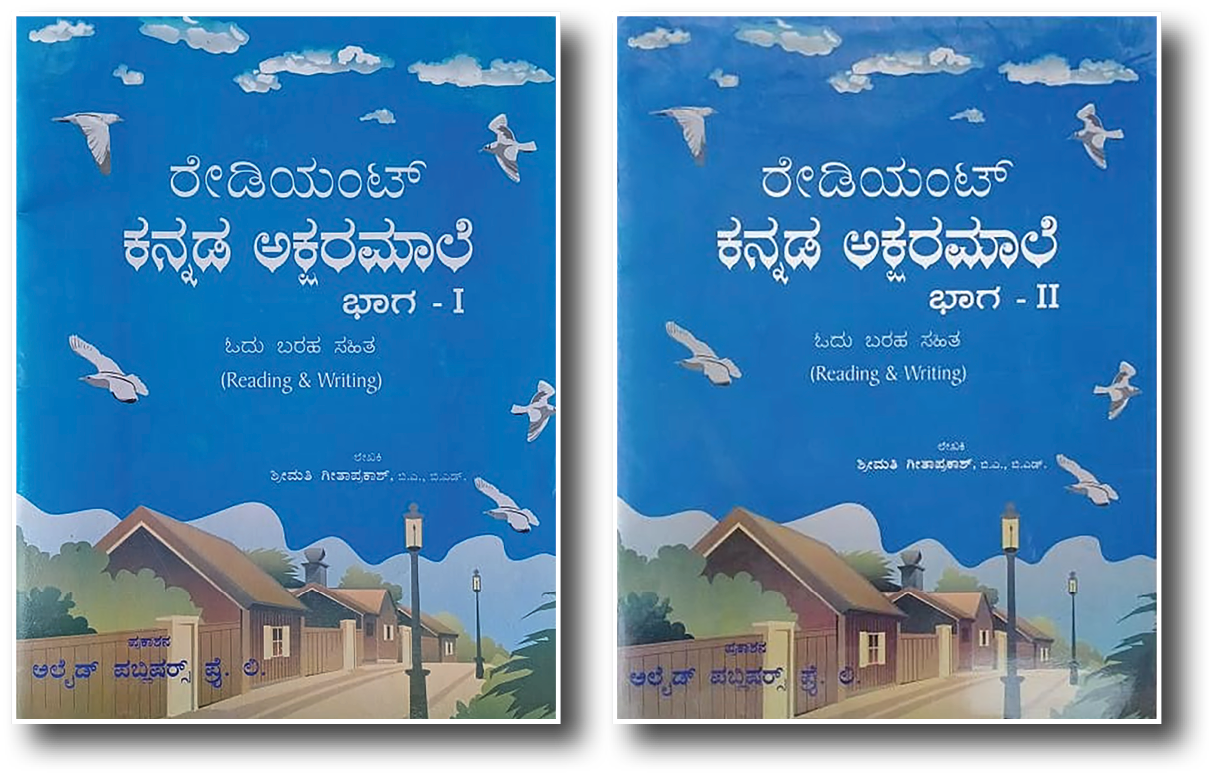 ರೇಡಿಯಂಟ್
ಕನ್ನಡ ಅಕ್ಷರಮಾಲೆ
ಭಾಗ - I
ಓದು ಬರಹ ಸಹಿತ
(Reading & Writing)
ಲೇಖಕಿ
ಶ್ರೀಮತಿ ಗೀತಾಪ್ರಕಾಶ್, ಬಿ.ಎ., ಬಿ.ಎಡ್.
ಪ್ರಕಾಶನ
ಅಲೈಡ್ ಪಬ್ಲಿಷರ್ಸ್ ಪ್ರೈ. ಲಿ.
ರೇಡಿಯಂಟ್
ಕನ್ನಡ ಅಕ್ಷರಮಾಲೆ
ಭಾಗ - II
ಓದು ಬರಹ ಸಹಿತ
(Reading & Writing)
ಲೇಖಕಿ
ಶ್ರೀಮತಿ ಗೀತಾಪ್ರಕಾಶ್, ಬಿ.ಎ., ಬಿ.ಎಡ್.
ಪ್ರಕಾಶನ
ಅಲೈಡ್ ಪಬ್ಲಿಷರ್ಸ್ ಪ್ರೈ. ಲಿ.